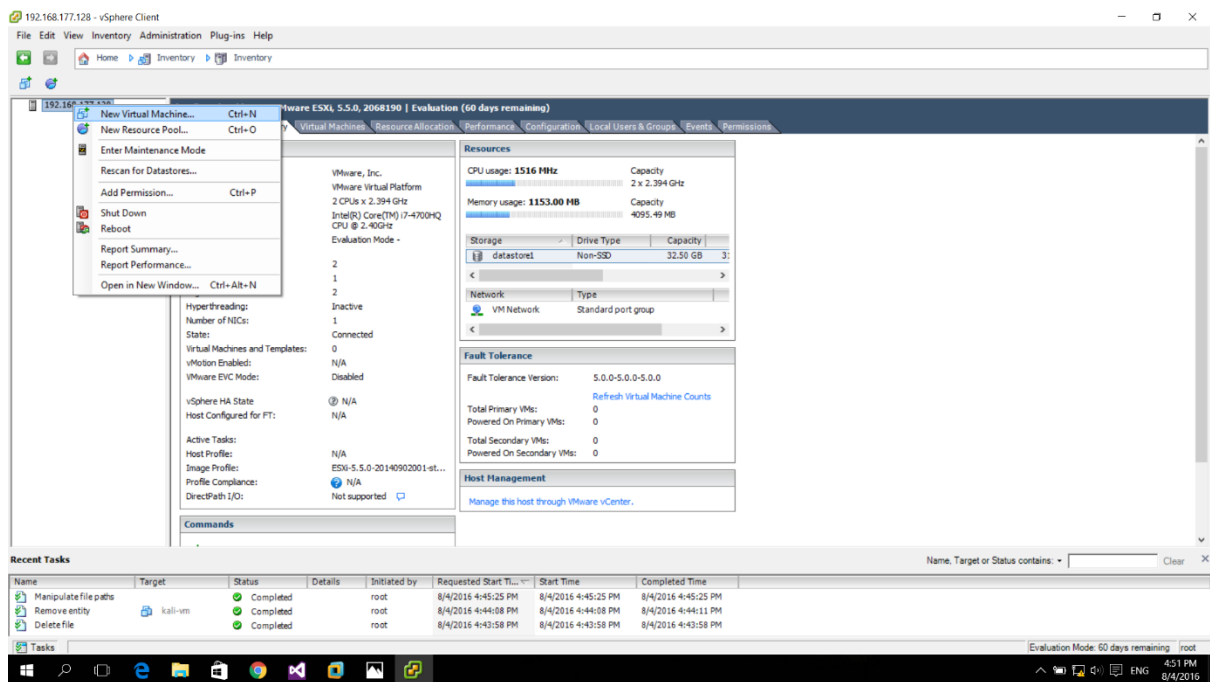 192.168.177.128 - vSphere Client
File Edit View Inventory Administration Plug-ins Help
Home Inventory Inventory
192.168.177.128
New Virtual Machine... Ctrl+N
New Resource Pool... Ctrl+O
Enter Maintenance Mode
Rescan for Datastores...
Add Permission... Ctrl+P
Shut Down
Reboot
Report Summary...
Report Performance...
Open in New Window... Ctrl+Alt+N
ware ESXi, 5.5.0, 2068190 | Evaluation (60 days remaining)
y Virtual Machines Resource Allocation Performance Configuration Local Users & Groups Events Permissions
VMware, Inc.
VMware Virtual Platform
2 CPUs x 2.394 GHz
Intel(R) Core(TM) i7-4700HQ
CPU @ 2.40GHz
Evaluation Mode -
2
1
2
Hyperthreading: Inactive
Number of NICs: 1
State: Connected
Virtual Machines and Templates: 0
vMotion Enabled: N/A
VMware EVC Mode: Disabled
vSphere HA State N/A
Host Configured for FT: N/A
Active Tasks:
Host Profile: N/A
Image Profile: ESXi-5.5.0-20140902001-st...
Profile Compliance: N/A
DirectPath I/O: Not supported
Commands
Resources
CPU usage: 1516 MHz Capacity
2 x 2.394 GHz
Memory usage: 1153.00 MB Capacity
4095.49 MB
Storage Drive Type Capacity
datastore1 Non-SSD 32.50 GB 3
Network Type
VM Network Standard port group
Fault Tolerance
Fault Tolerance Version: 5.0.0-5.0.0-5.0.0
Refresh Virtual Machine Counts
Total Primary VMs: 0
Powered On Primary VMs: 0
Total Secondary VMs: 0
Powered On Secondary VMs: 0
Host Management
Manage this host through VMware vCenter.
Recent Tasks
Name, Target or Status contains: Clear
Name Target Status Details Initiated by Requested Start Ti... Start Time Completed Time
Manipulate file paths Completed root 8/4/2016 4:45:25 PM 8/4/2016 4:45:25 PM 8/4/2016 4:45:25 PM
Remove entity kali-vm Completed root 8/4/2016 4:44:08 PM 8/4/2016 4:44:08 PM 8/4/2016 4:44:11 PM
Delete file Completed root 8/4/2016 4:43:58 PM 8/4/2016 4:43:58 PM 8/4/2016 4:43:58 PM
Tasks
Evaluation Mode: 60 days remaining root
ENG
4:51 PM
8/4/2016